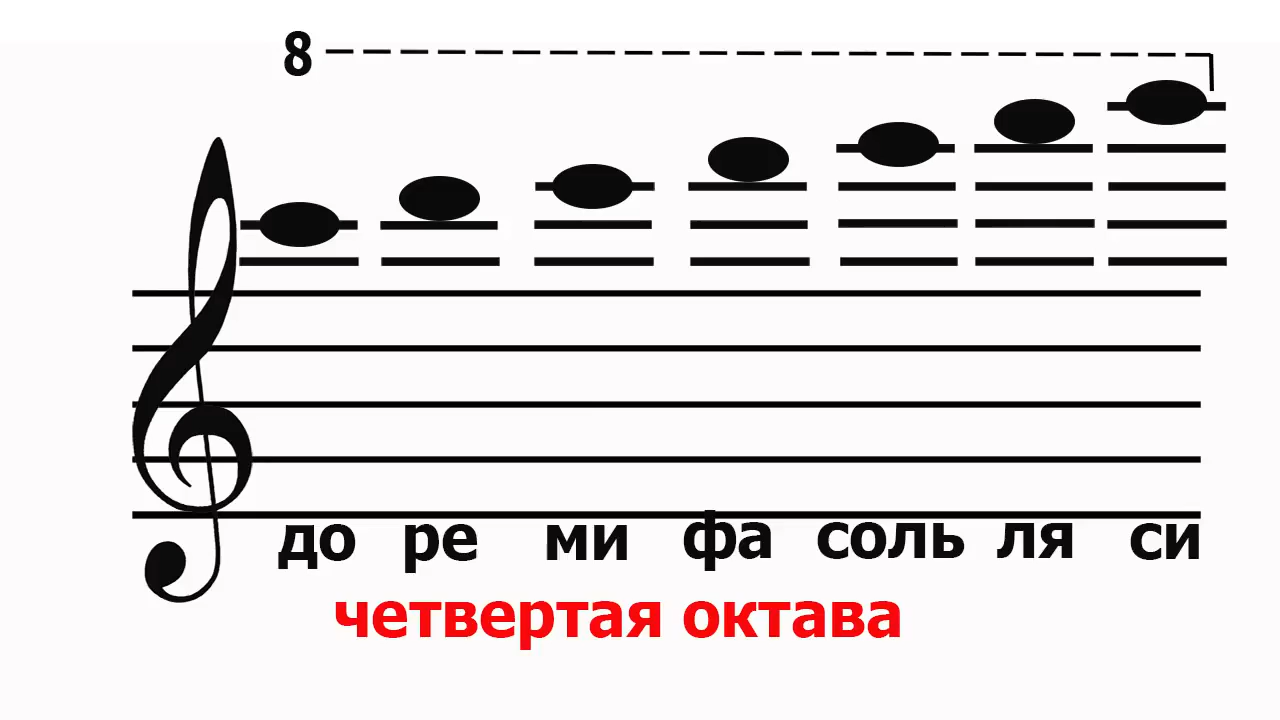 8
до ре ми фа соль ля си
четвертая октава